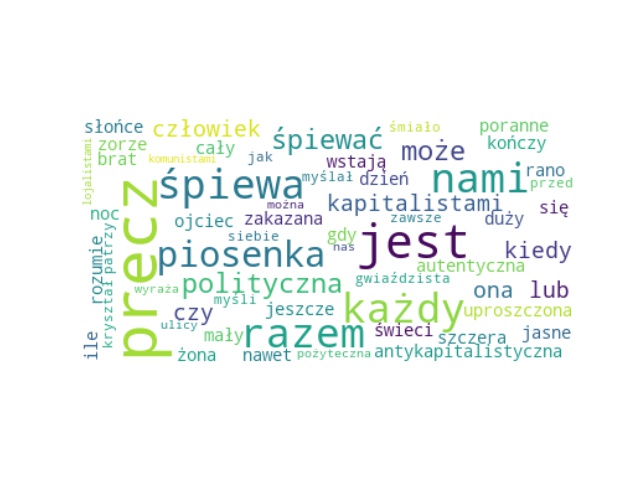 słońce człowiek śmiało poranne
zorze cały śpiewać kończy
brat komunistami jak wstają może
lojalistami precz śpiewa myślał dzień nami rano przed
noc ojciec zakazana można kapitalistami zawsze duży się
siebie gdy nas jest
rozumie patrzy piosenka kiedy
autentyczna
kryształ wyraża polityczna gwiaździsta ona lub
myśli każdy
czy ulicy jeszcze uproszczona
ile mały razem świeci szczera jasne
żona nawet pożyteczna antykapitalistyczna